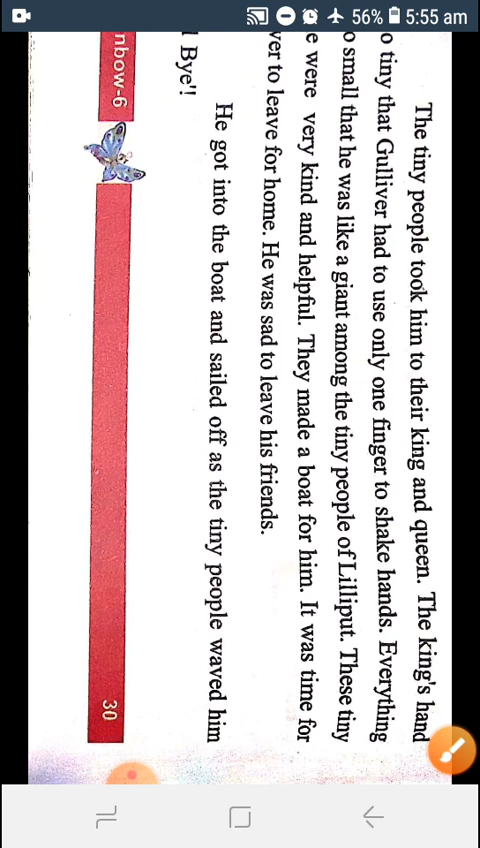 56% 5:55 am
The tiny people took him to their king and queen. The king's hand
o tiny that Gulliver had to use only one finger to shake hands. Everything
o small that he was like a giant among the tiny people of Lilliput. These tiny
e were very kind and helpful. They made a boat for him. It was time for
ver to leave for home. He was sad to leave his friends.
He got into the boat and sailed off as the tiny people waved him
l Bye'!
nbow-6 30